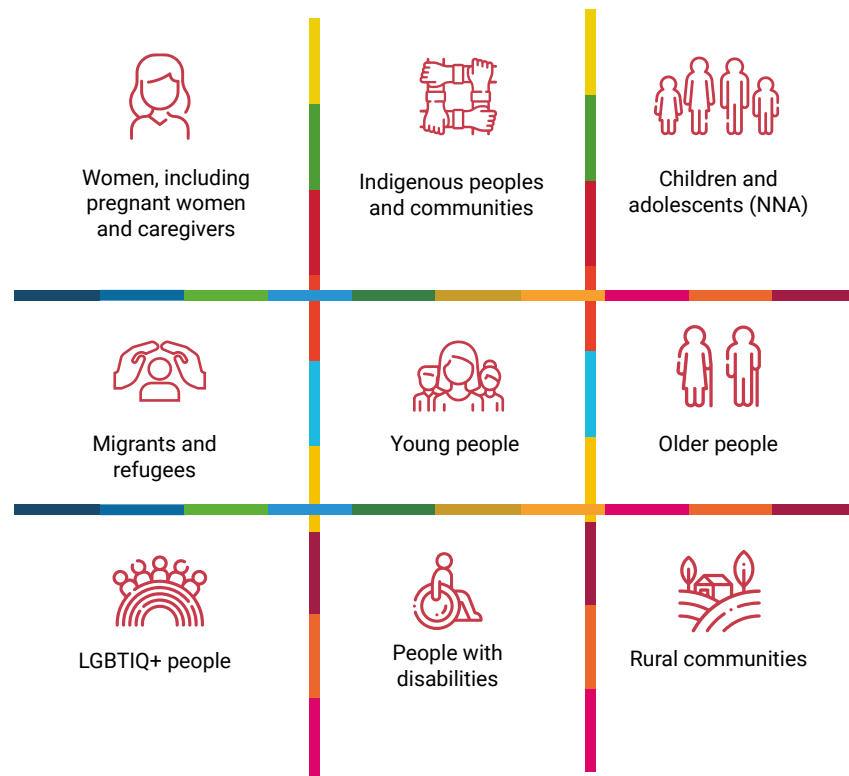 Women, including
pregnant women
and caregivers
Indigenous peoples
and communities
Children and
adolescents (NNA)
Migrants and
refugees
Young people
Older people
LGBTIQ+ people
People with
disabilities
Rural communities